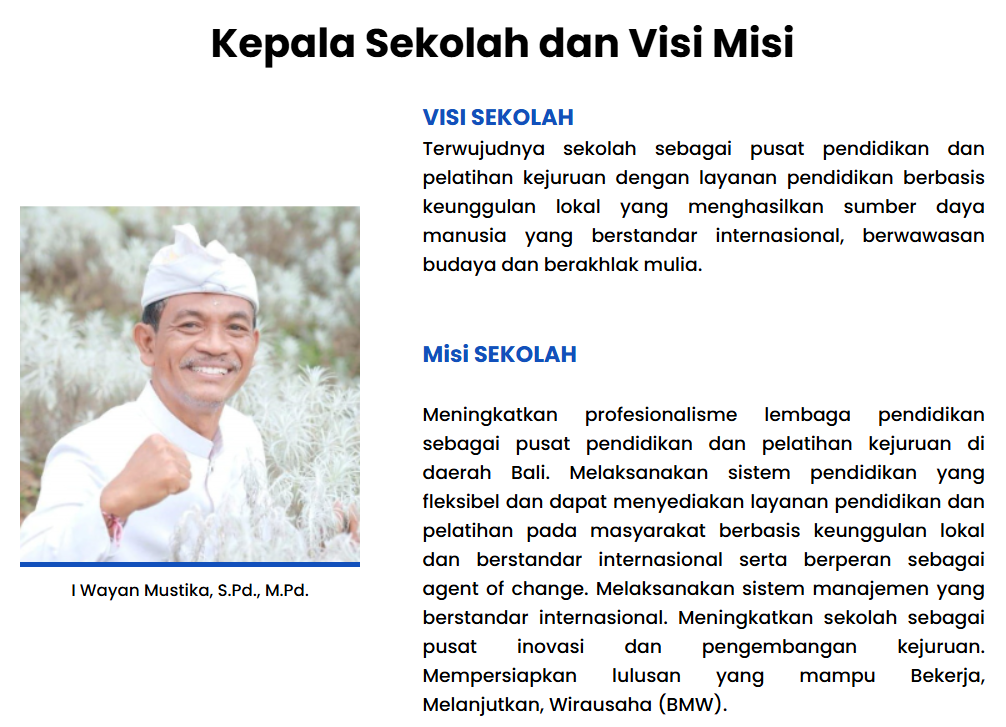 Kepala Sekolah dan Visi Misi
VISI SEKOLAH
Terwujudnya sekolah sebagai pusat pendidikan dan
pelatihan kejuruan dengan layanan pendidikan berbasis
keunggulan lokal yang menghasilkan sumber daya
manusia yang berstandar internasional, berwawasan
budaya dan berakhlak mulia.
Misi SEKOLAH
Meningkatkan profesionalisme lembaga pendidikan
sebagai pusat pendidikan dan pelatihan kejuruan di
daerah Bali. Melaksanakan sistem pendidikan yang
fleksibel dan dapat menyediakan layanan pendidikan dan
pelatihan pada masyarakat berbasis keunggulan lokal
dan berstandar internasional serta berperan sebagai
agent of change. Melaksanakan sistem manajemen yang
berstandar internasional. Meningkatkan sekolah sebagai
pusat inovasi dan pengembangan kejuruan.
Mempersiapkan lulusan yang mampu Bekerja,
Melanjutkan, Wirausaha (BMW).
I Wayan Mustika, S.Pd., M.Pd.